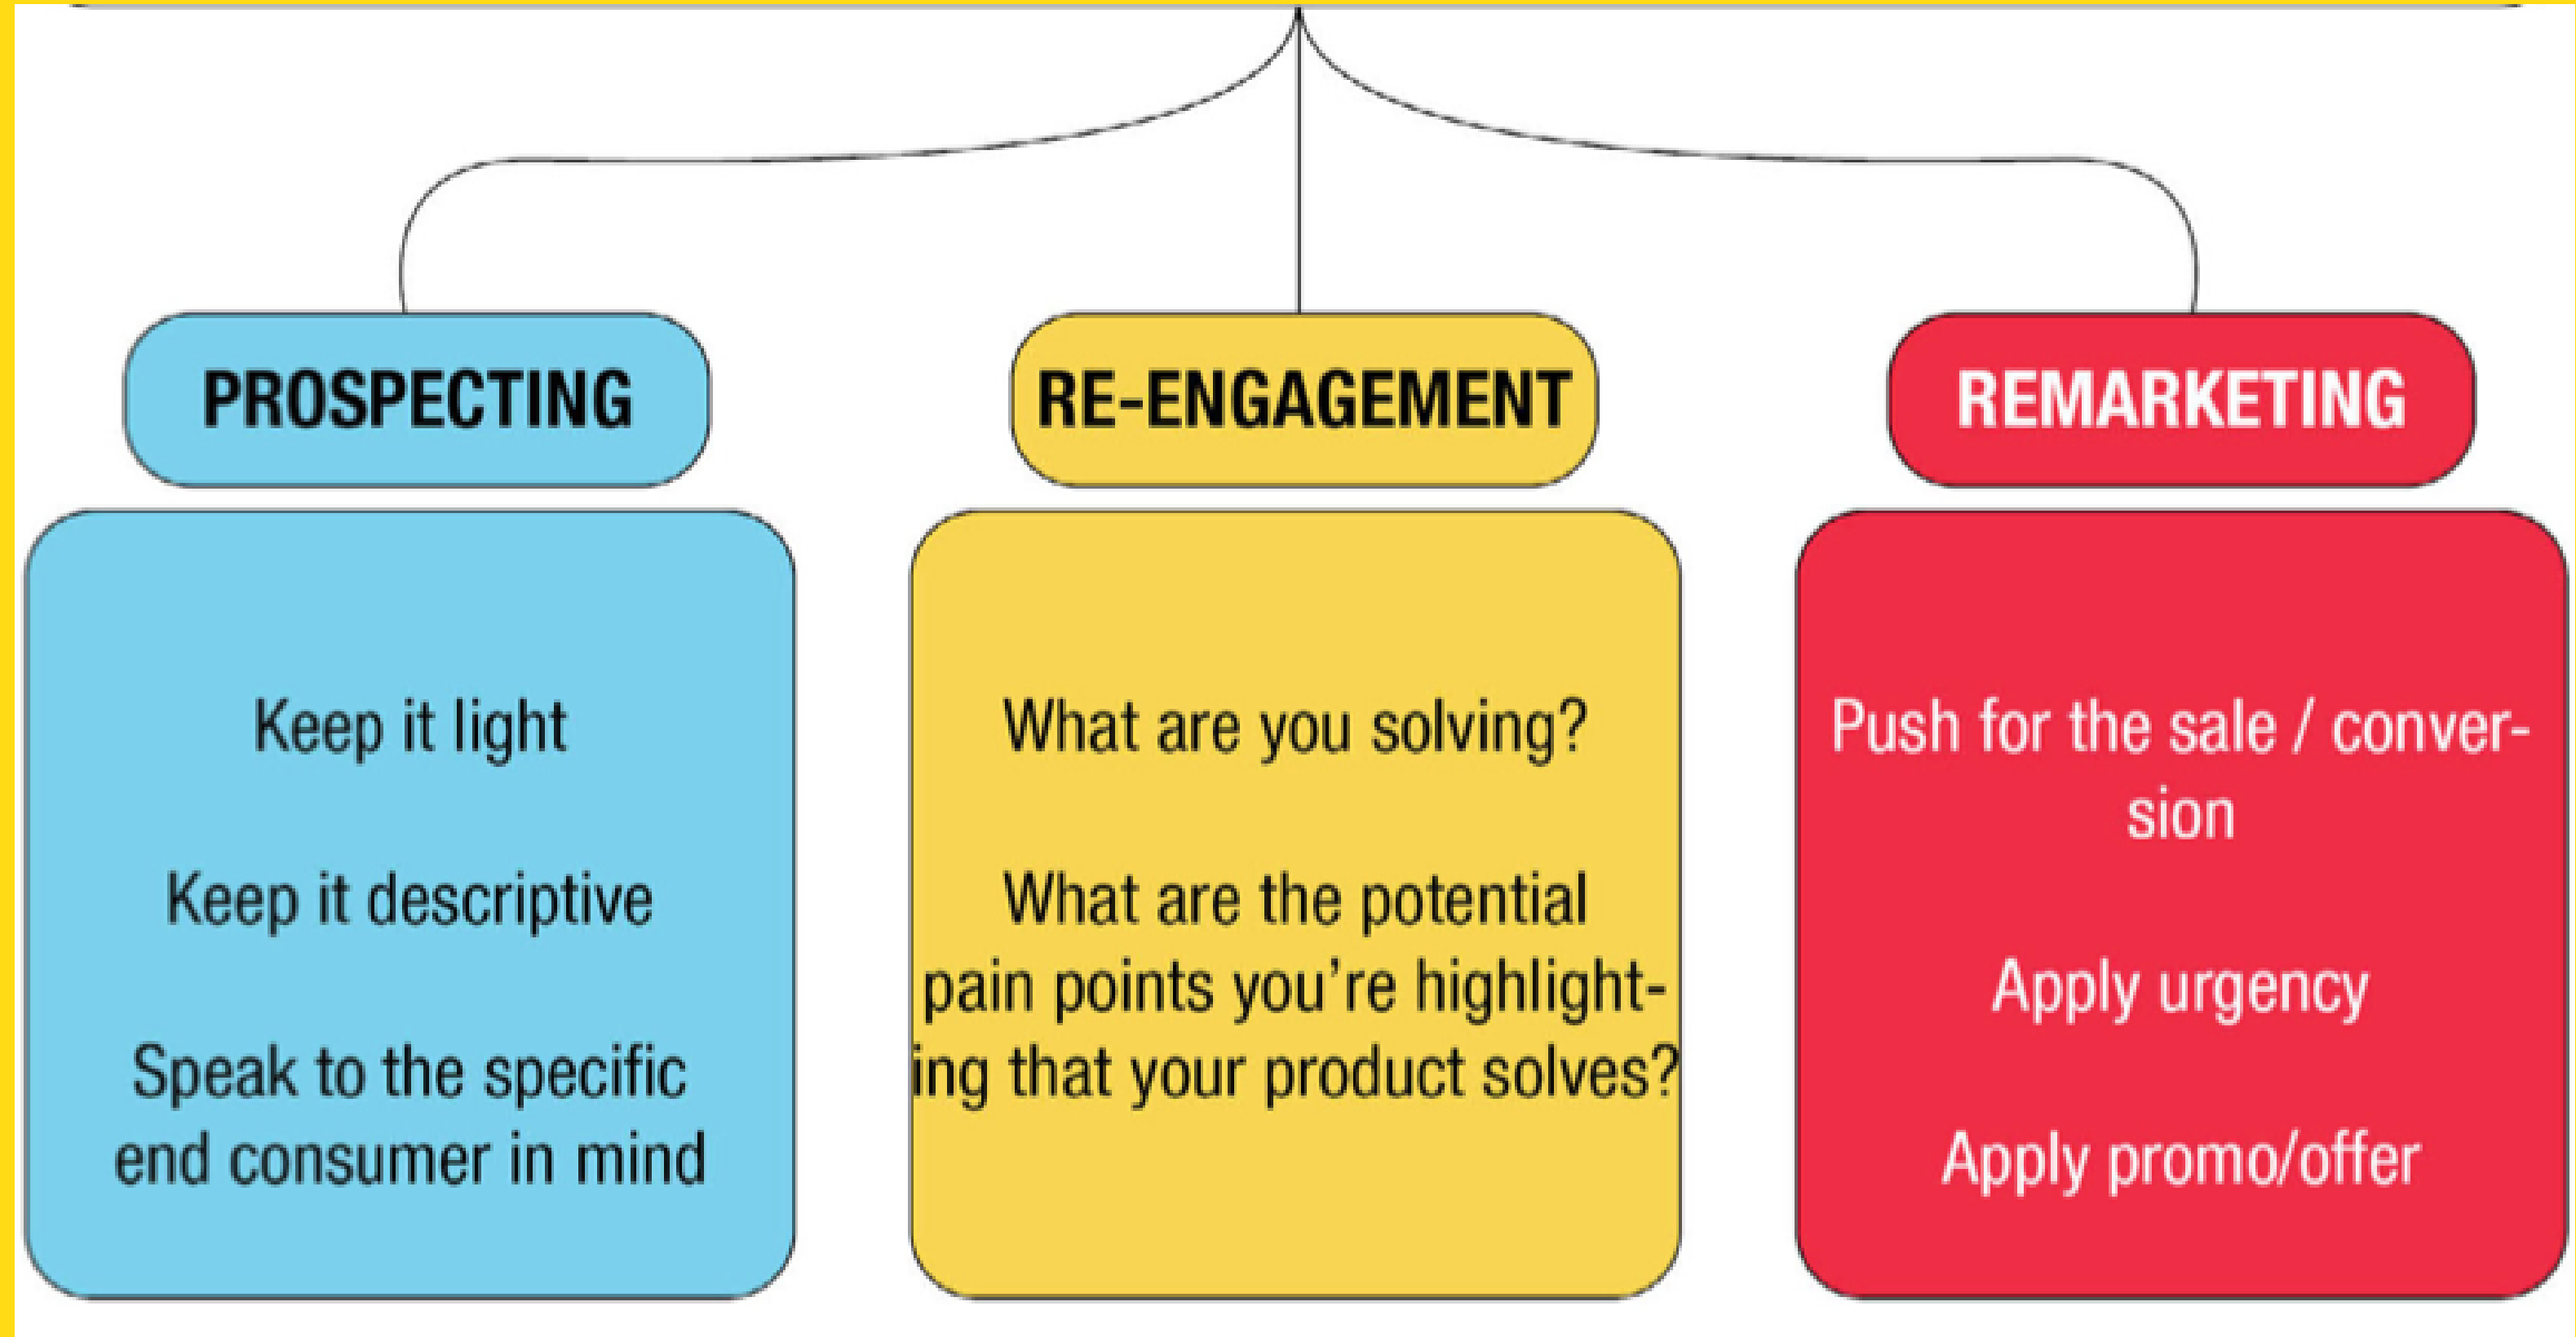 PROSPECTING
Keep it light
Keep it descriptive
Speak to the specific
end consumer in mind
RE-ENGAGEMENT
What are you solving?
What are the potential
pain points you’re highlight-
ing that your product solves?
REMARKETING
Push for the sale / conver-
sion
Apply urgency
Apply promo/offer